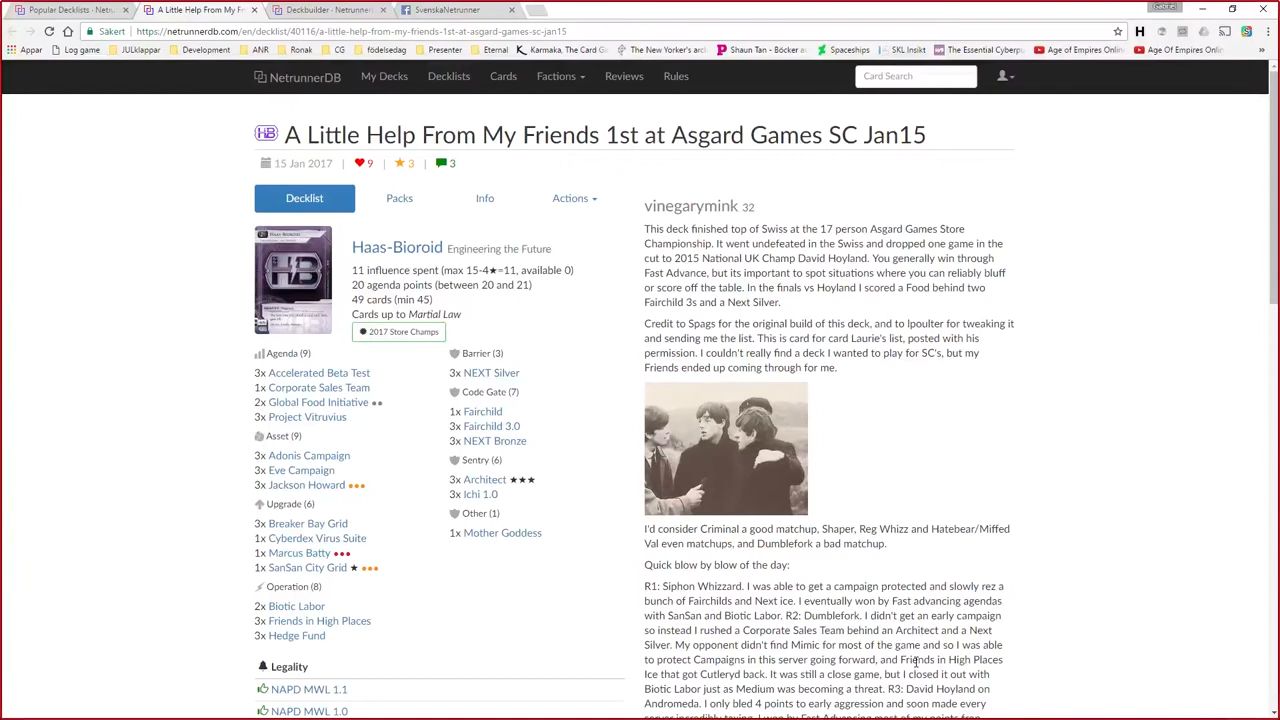 Popular Decklists · Netrunn
A Little Help From My Fr
Deckbuilder · Netrunner
SvenskaNetrunner
Gabriel
Säkert
https://netrunnerdb.com/en/decklist/40116/a-little-help-from-my-friends-1st-at-asgard-games-sc-jan15
Appar Log game JULklappar Development ANR Ronak CG födelsedag Presenter Eternal Karmaka, The Card G The New Yorker's arch Shaun Tan - Böcker Spaceships SKL Insikt The Essential Cyberpu Age of Empires Onlin Age Of Empires Onlin
NetrunnerDB My Decks Decklists Cards Factions Reviews Rules Card Search
HB A Little Help From My Friends 1st at Asgard Games SC Jan15
15 Jan 2017 | 9 | 3 | 3
Decklist Packs Info Actions
Haas-Bioroid Engineering the Future
11 influence spent (max 15-4★=11, available 0)
20 agenda points (between 20 and 21)
49 cards (min 45)
Cards up to Martial Law
2017 Store Champs
Agenda (9)
3x Accelerated Beta Test
1x Corporate Sales Team
2x Global Food Initiative ●●
3x Project Vitruvius
Asset (9)
3x Adonis Campaign
3x Eve Campaign
3x Jackson Howard ●●●
Upgrade (6)
3x Breaker Bay Grid
1x Cyberdex Virus Suite
1x Marcus Batty ●●●
1x SanSan City Grid ★ ●●●
Operation (8)
2x Biotic Labor
3x Friends in High Places
3x Hedge Fund
Barrier (3)
3x NEXT Silver
Code Gate (7)
1x Fairchild
3x Fairchild 3.0
3x NEXT Bronze
Sentry (6)
3x Architect ★★★
3x Ichi 1.0
Other (1)
1x Mother Goddess
Legality
NAPD MWL 1.1
NAPD MWL 1.0
vinegarymink 32
This deck finished top of Swiss at the 17 person Asgard Games Store
Championship. It went undefeated in the Swiss and dropped one game in the
cut to 2015 National UK Champ David Hoyland. You generally win through
Fast Advance, but its important to spot situations where you can reliably bluff
or score off the table. In the finals vs Hoyland I scored a Food behind two
Fairchild 3s and a Next Silver.
Credit to Spags for the original build of this deck, and to lpoulter for tweaking it
and sending me the list. This is card for card Laurie's list, posted with his
permission. I couldn't really find a deck I wanted to play for SC's, but my
Friends ended up coming through for me.
I'd consider Criminal a good matchup, Shaper, Reg Whizz and Hatebear/Miffed
Val even matchups, and Dumblefork a bad matchup.
Quick blow by blow of the day:
R1: Siphon Whizzard. I was able to get a campaign protected and slowly rez a
bunch of Fairchilds and Next ice. I eventually won by Fast advancing agendas
with SanSan and Biotic Labor. R2: Dumblefork. I didn't get an early campaign
so instead I rushed a Corporate Sales Team behind an Architect and a Next
Silver. My opponent didn't find Mimic for most of the game and so I was able
to protect Campaigns in this server going forward, and Friends in High Places
Ice that got Cutleryd back. It was still a close game, but I closed it out with
Biotic Labor just as Medium was becoming a threat. R3: David Hoyland on
Andromeda. I only bled 4 points to early aggression and soon made every
server incredibly taxing. I won by Fast Advancing most of my points from